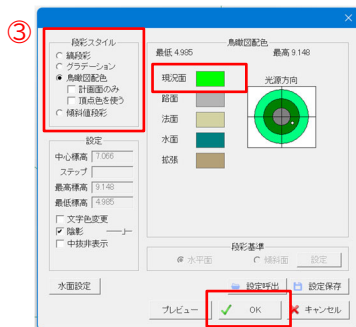 ③
段彩スタイル
縞段彩
グラデーション
鳥瞰図配色
計画面のみ
頂点色を使う
傾斜値段彩
設定
中心標高 7.066
ステップ
最高標高 9.148
最低標高 4.985
文字色変更
陰影
中抜非表示
水面設定
鳥瞰図配色
最低 4.985 最高 9.148
現況面
路面
法面
水面
拡張
光源方向
段彩基準
水平面 傾斜面 設定
設定呼出 設定保存
プレビュー OK キャンセル